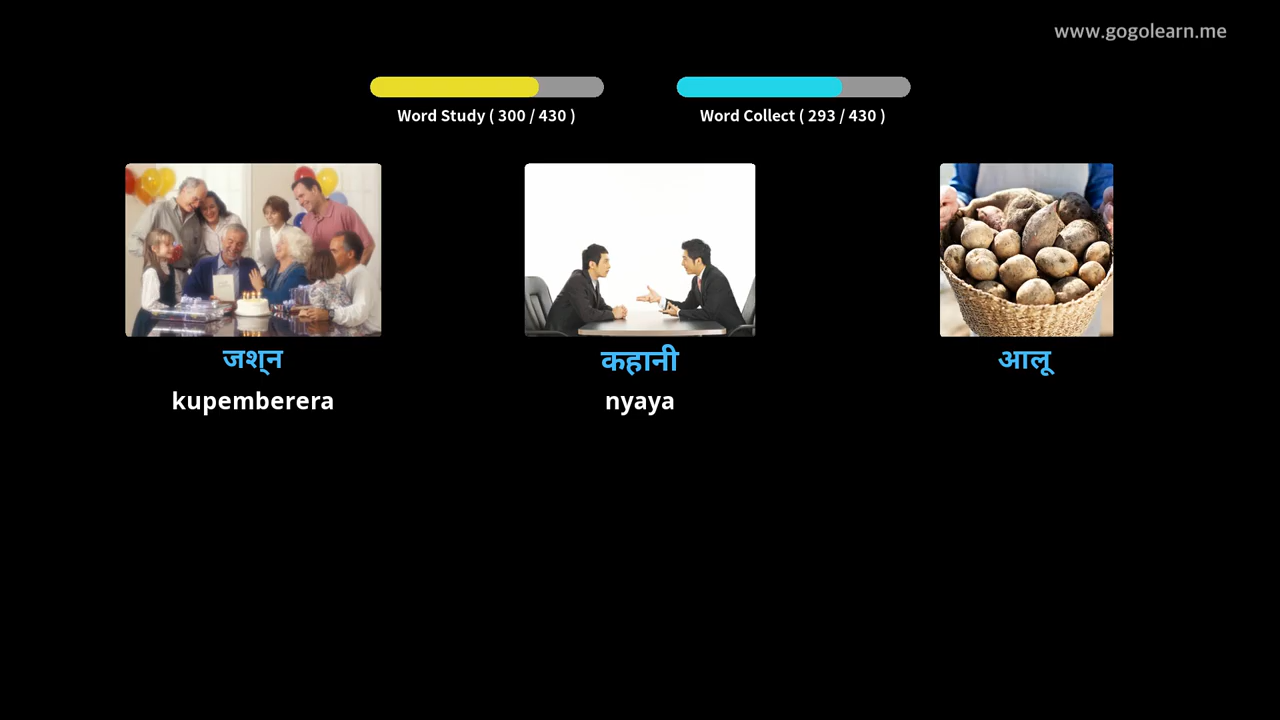 www.gogolearn.me
Word Study ( 300 / 430 )
Word Collect ( 293 / 430 )
जश्न
कहानी
आलू
kupemberera
nyaya